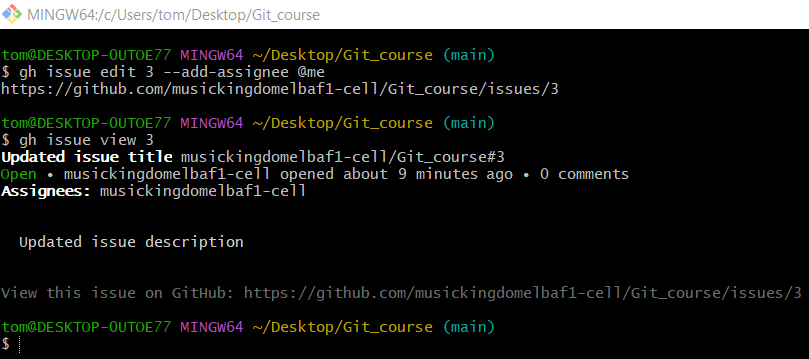 MINGW64:/c/Users/tom/Desktop/Git_course
tom@DESKTOP-OUTOE77 MINGW64 ~/Desktop/Git_course (main)
$ gh issue edit 3 --add-assignee @me
https://github.com/musickingdomelbaf1-cell/Git_course/issues/3
tom@DESKTOP-OUTOE77 MINGW64 ~/Desktop/Git_course (main)
$ gh issue view 3
Updated issue title musickingdomelbaf1-cell/Git_course#3
Open • musickingdomelbaf1-cell opened about 9 minutes ago • 0 comments
Assignees: musickingdomelbaf1-cell
Updated issue description
View this issue on GitHub: https://github.com/musickingdomelbaf1-cell/Git_course/issues/3
tom@DESKTOP-OUTOE77 MINGW64 ~/Desktop/Git_course (main)
$